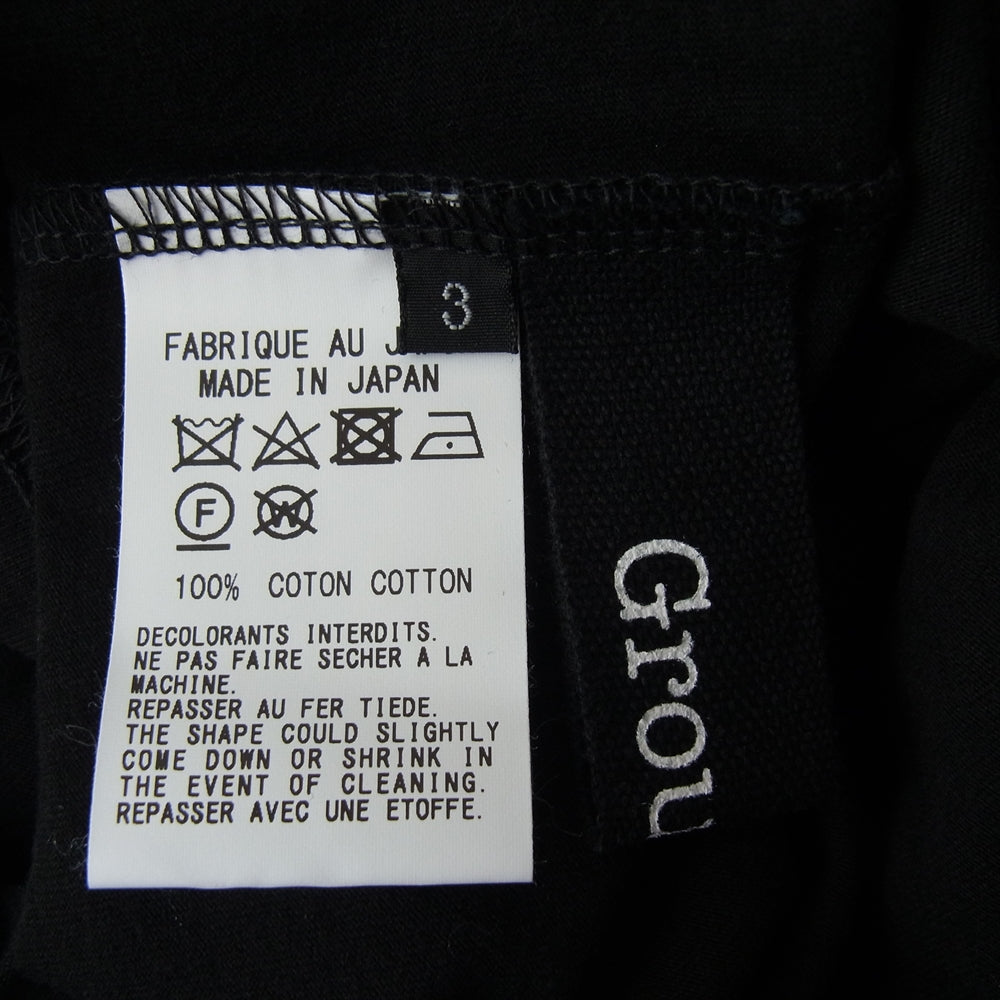 3
FABRIQUE AU
MADE IN JAPAN
F
W
100% COTON COTTON
DECOLORANTS INTERDITS.
NE PAS FAIRE SECHER A LA
MACHINE.
REPASSER AU FER TIEDE.
THE SHAPE COULD SLIGHTLY
COME DOWN OR SHRINK IN
THE EVENT OF CLEANING.
REPASSER AVEC UNE ETOFFE.
Grou